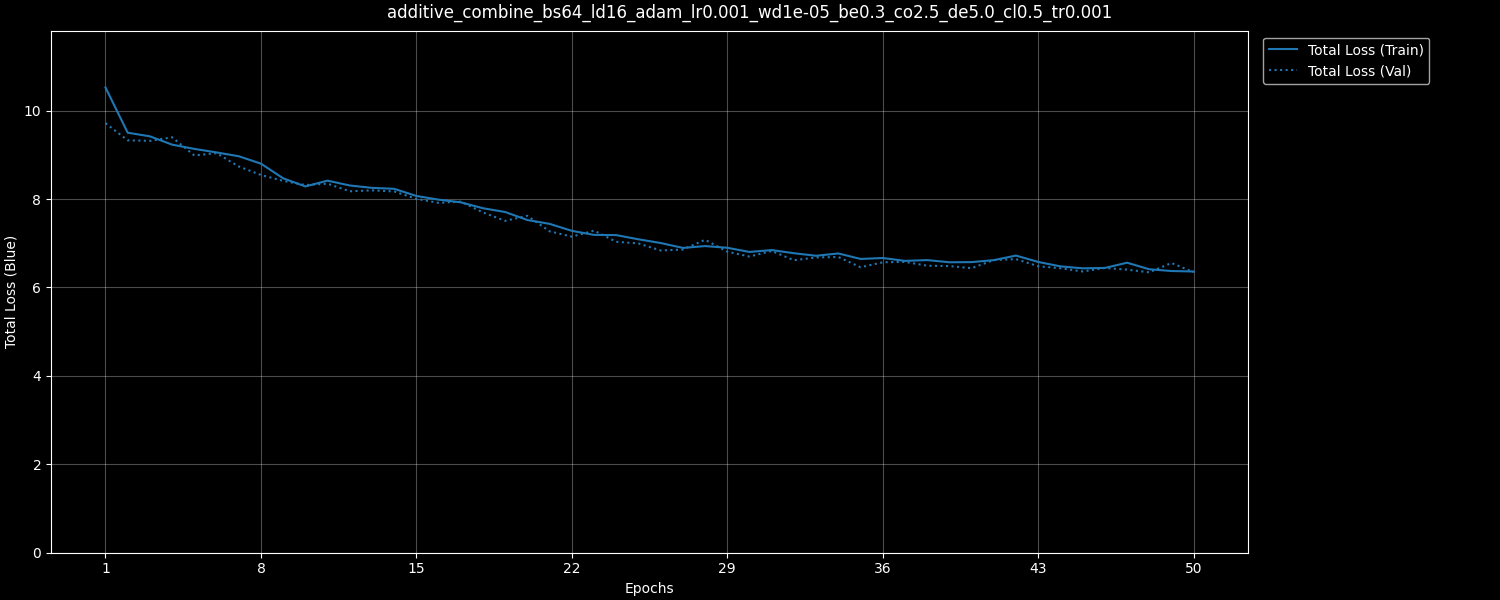 additive_combine_bs64_ld16_adam_lr0.001_wd1e-05_be0.3_co2.5_de5.0_cl0.5_tr0.001
Total Loss (Train)
Total Loss (Val)
Total Loss (Blue)
10
8
6
4
2
0
1 8 15 22 29 36 43 50
Epochs